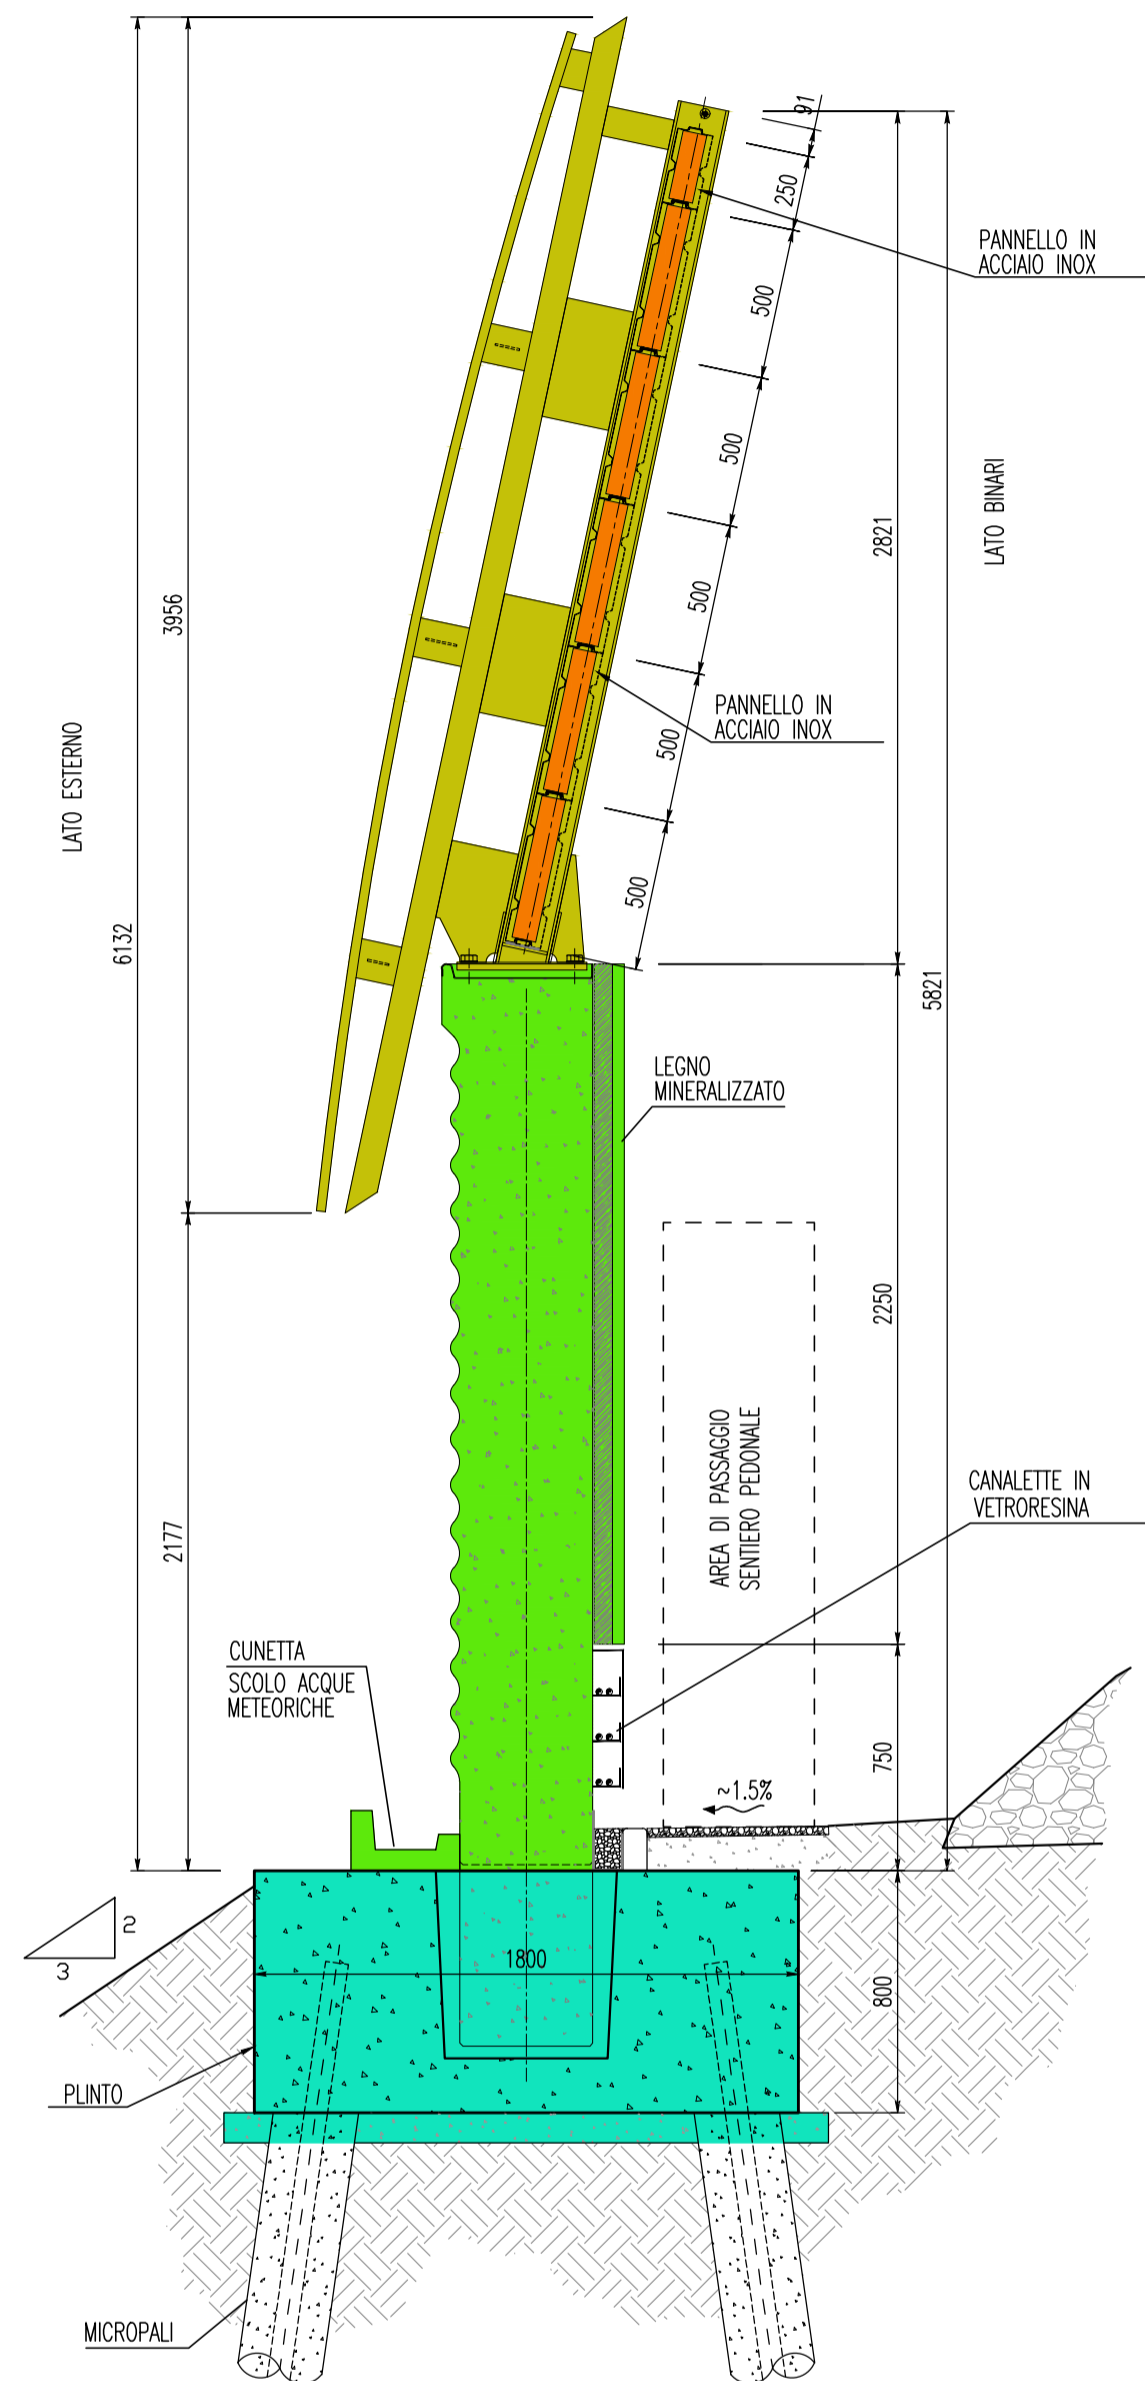 91
250
PANNELLO IN
ACCIAIO INOX
500
500
2821
LATO BINARI
500
3956
500
PANNELLO IN
ACCIAIO INOX
LATO ESTERNO
500
6132
5821
LEGNO
MINERALIZZATO
2250
AREA DI PASSAGGIO
SENTIERO PEDONALE
CANALETTE IN
VETRORESINA
2177
CUNETTA
SCOLO ACQUE
METEORICHE
750
~1.5%
2
3
1800
800
PLINTO
MICROPALI